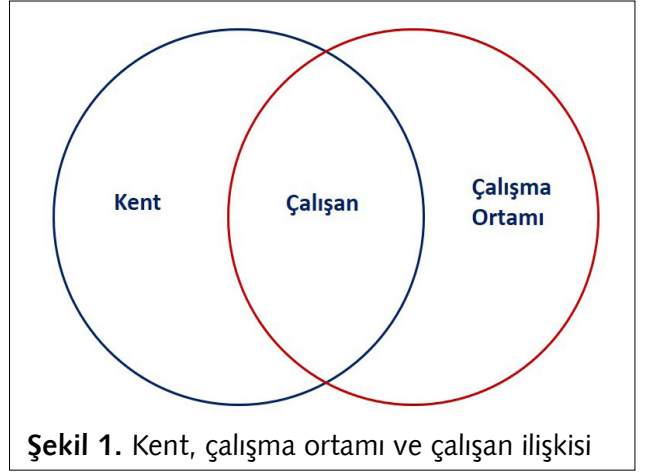 Kent
Çalışan
Çalışma
Ortamı
Şekil 1. Kent, çalışma ortamı ve çalışan ilişkisi